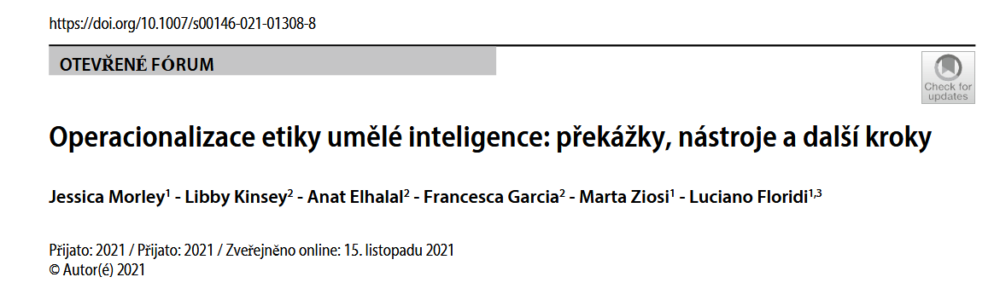 https://doi.org/10.1007/s00146-021-01308-8
OTEVŘENÉ FÓRUM
Check for
updates
Operacionalizace etiky umělé inteligence: překážky, nástroje a další kroky
Jessica Morley1 - Libby Kinsey2 - Anat Elhalal2 - Francesca Garcia2 - Marta Ziosi1 - Luciano Floridi1,3
Přijato: 2021 / Přijato: 2021 / Zveřejněno online: 15. listopadu 2021
© Autor(é) 2021